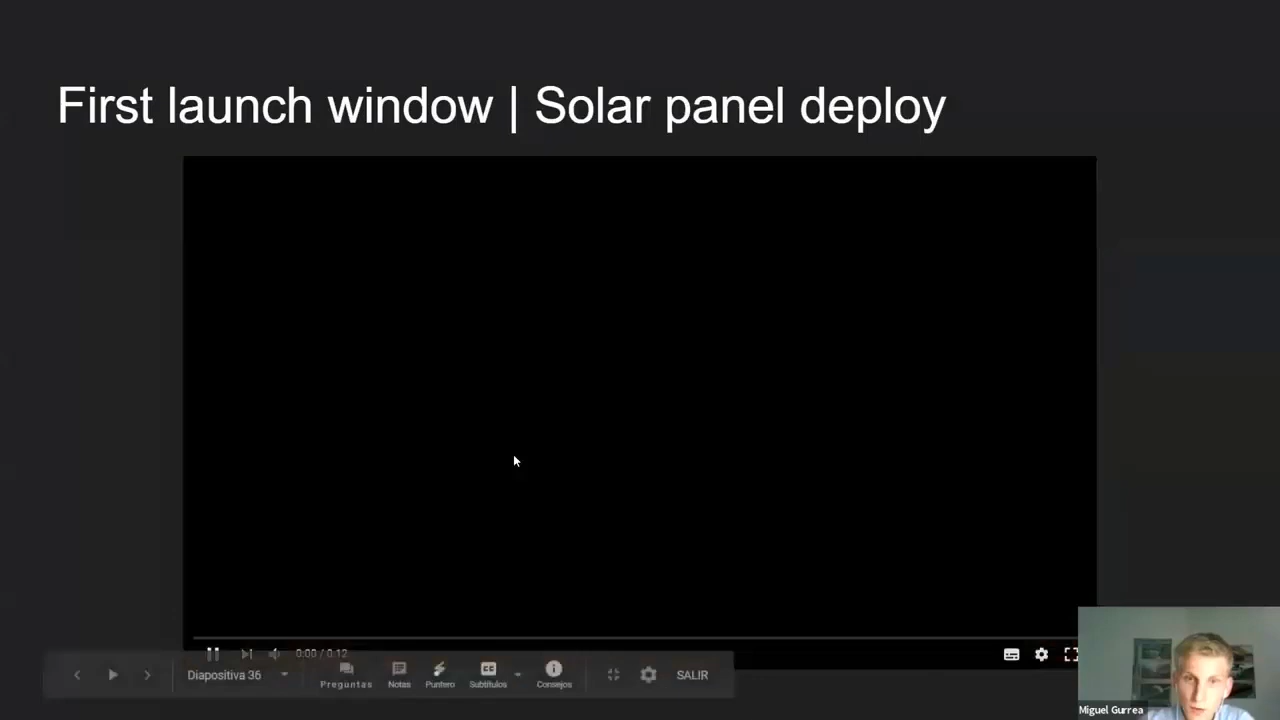 First launch window | Solar panel deploy
0:00 / 0:12
Diapositiva 36
Preguntas
Notas
Puntero
Subtítulos
Consejos
SALIR
Miguel Gurrea